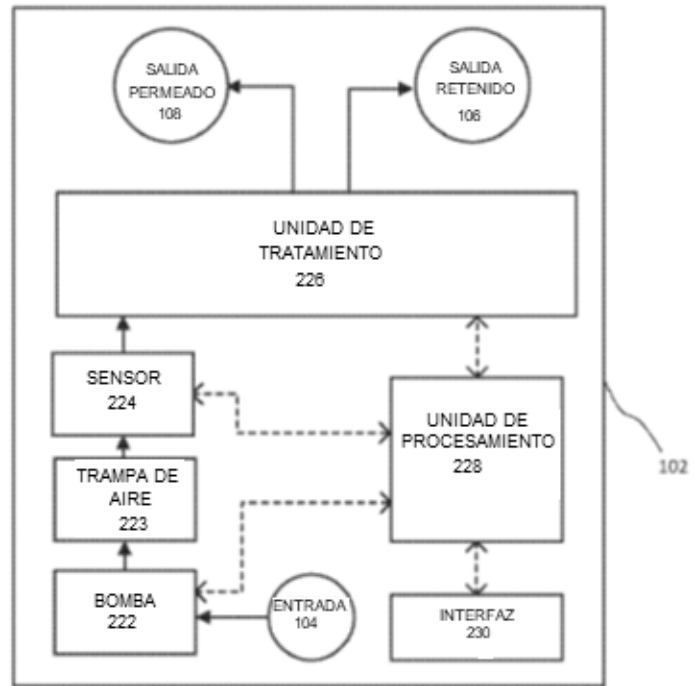 SALIDA
PERMEADO
108
SALIDA
RETENIDO
106
UNIDAD DE
TRATAMIENTO
226
SENSOR
224
UNIDAD DE
PROCESAMIENTO
228
102
TRAMPA DE
AIRE
223
BOMBA
222
ENTRADA
104
INTERFAZ
230